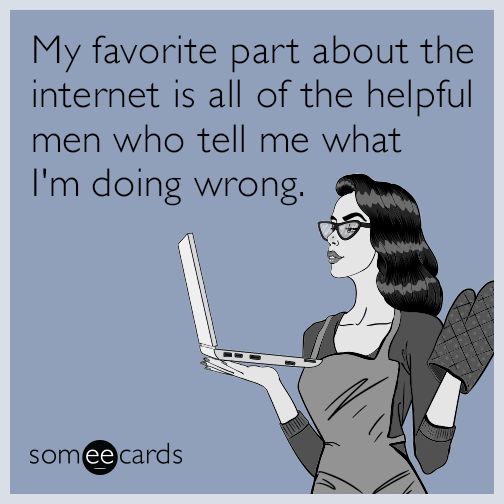 My favorite part about the
internet is all of the helpful
men who tell me what
I'm doing wrong.
someecards